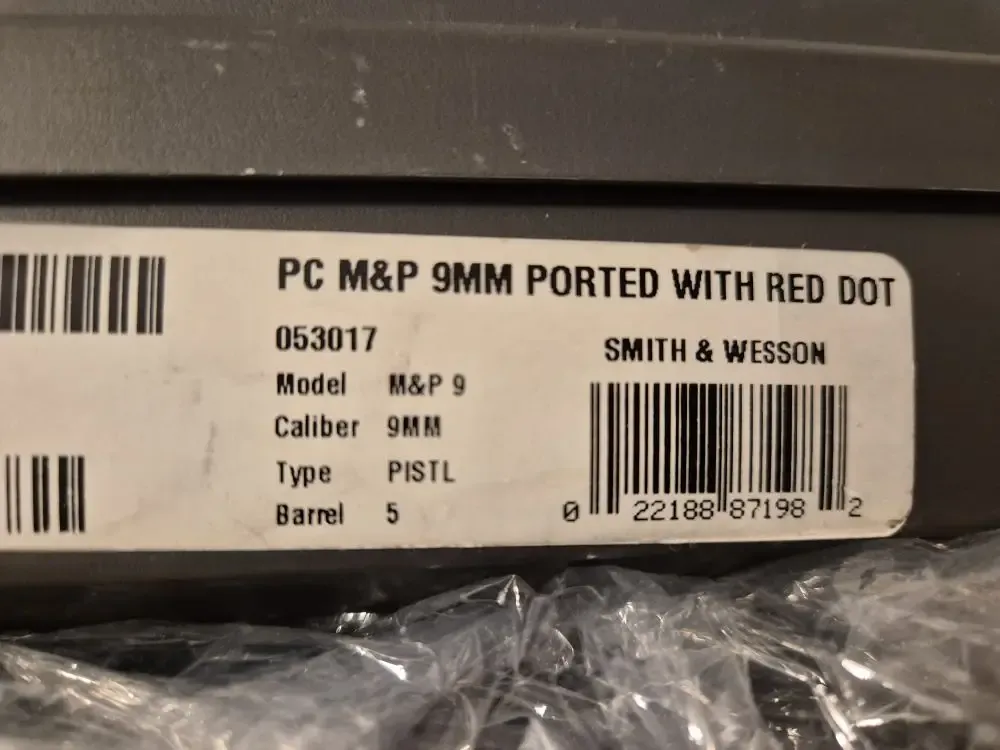 PC M&P 9MM PORTED WITH RED DOT
053017
SMITH & WESSON
Model M&P 9
Caliber 9MM
Type PISTL
Barrel 5
0 22188 87198 2